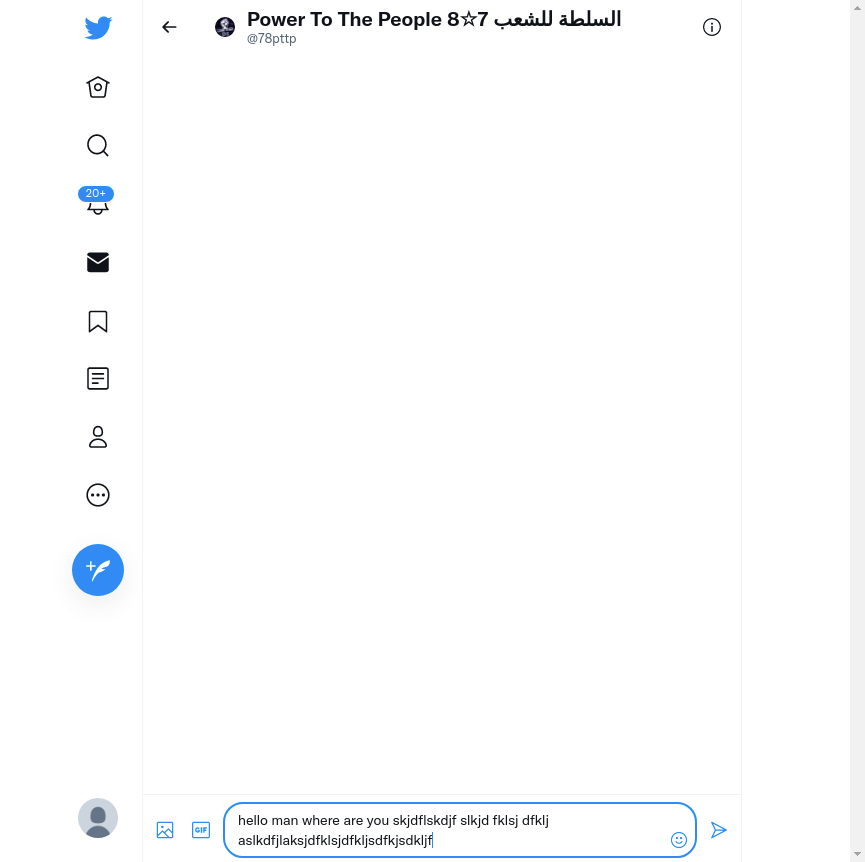 Power To The People 8☆7 السلطة للشعب
@78pttp
20+
GIF
hello man where are you skjdflskdjf slkjd fklsj dfklj
aslkdfjlaksjdfklsjdfkljsdfkjsdkljf